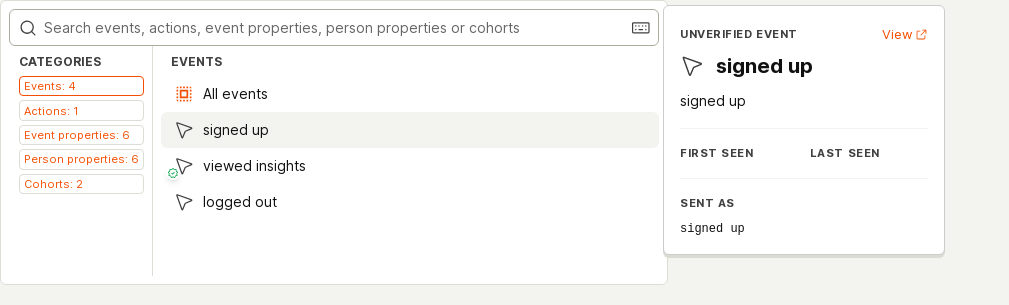 Search events, actions, event properties, person properties or cohorts
CATEGORIES
Events: 4
Actions: 1
Event properties: 6
Person properties: 6
Cohorts: 2
EVENTS
All events
signed up
viewed insights
logged out
UNVERIFIED EVENT
View
signed up
signed up
FIRST SEEN
LAST SEEN
SENT AS
signed up